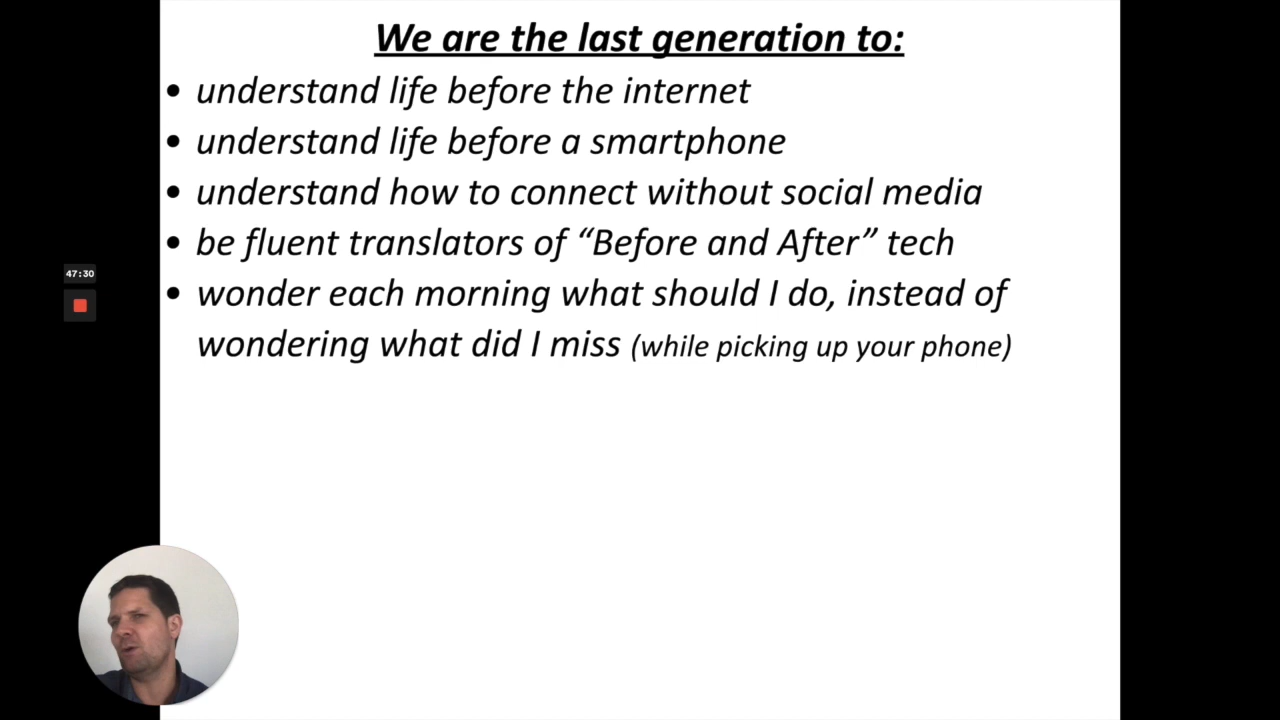 We are the last generation to:
• understand life before the internet
• understand life before a smartphone
• understand how to connect without social media
• be fluent translators of “Before and After” tech
• wonder each morning what should I do, instead of
wondering what did I miss (while picking up your phone)
47:30